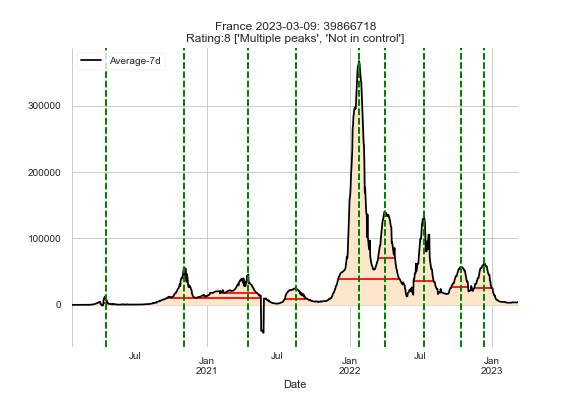 France 2023-03-09: 39866718
Rating:8 ['Multiple peaks', 'Not in control']
Average-7d
300000
200000
100000
0
Jul
Jan
2021
Jul
Jan
2022
Jul
Jan
2023
Date